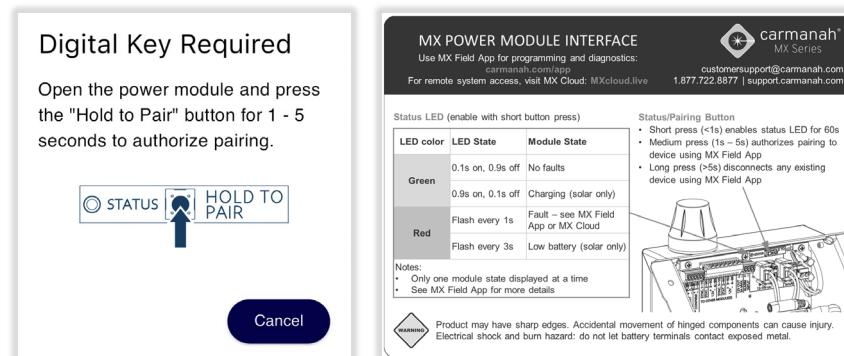 Digital Key Required
Open the power module and press
the "Hold to Pair" button for 1 - 5
seconds to authorize pairing.
STATUS
HOLD TO
PAIR
Cancel
MX POWER MODULE INTERFACE
Use MX Field App for programming and diagnostics:
carmanah.com/app
For remote system access, visit MX Cloud: MXcloud.live
carmanah®
MX Series
customersupport@carmanah.com
1.877.722.8877 | support.carmanah.com
Status LED (enable with short button press)
LED color LED State Module State
Green
0.1s on, 0.9s off No faults
0.9s on, 0.1s off Charging (solar only)
Red
Flash every 1s Fault – see MX Field
App or MX Cloud
Flash every 3s Low battery (solar only)
Notes:
• Only one module state displayed at a time
• See MX Field App for more details
Status/Pairing Button
• Short press (<1s) enables status LED for 60s
• Medium press (1s – 5s) authorizes pairing to
device using MX Field App
• Long press (>5s) disconnects any existing
device using MX Field App
WARNING
Product may have sharp edges. Accidental movement of hinged components can cause injury.
Electrical shock and burn hazard: do not let battery terminals contact exposed metal.